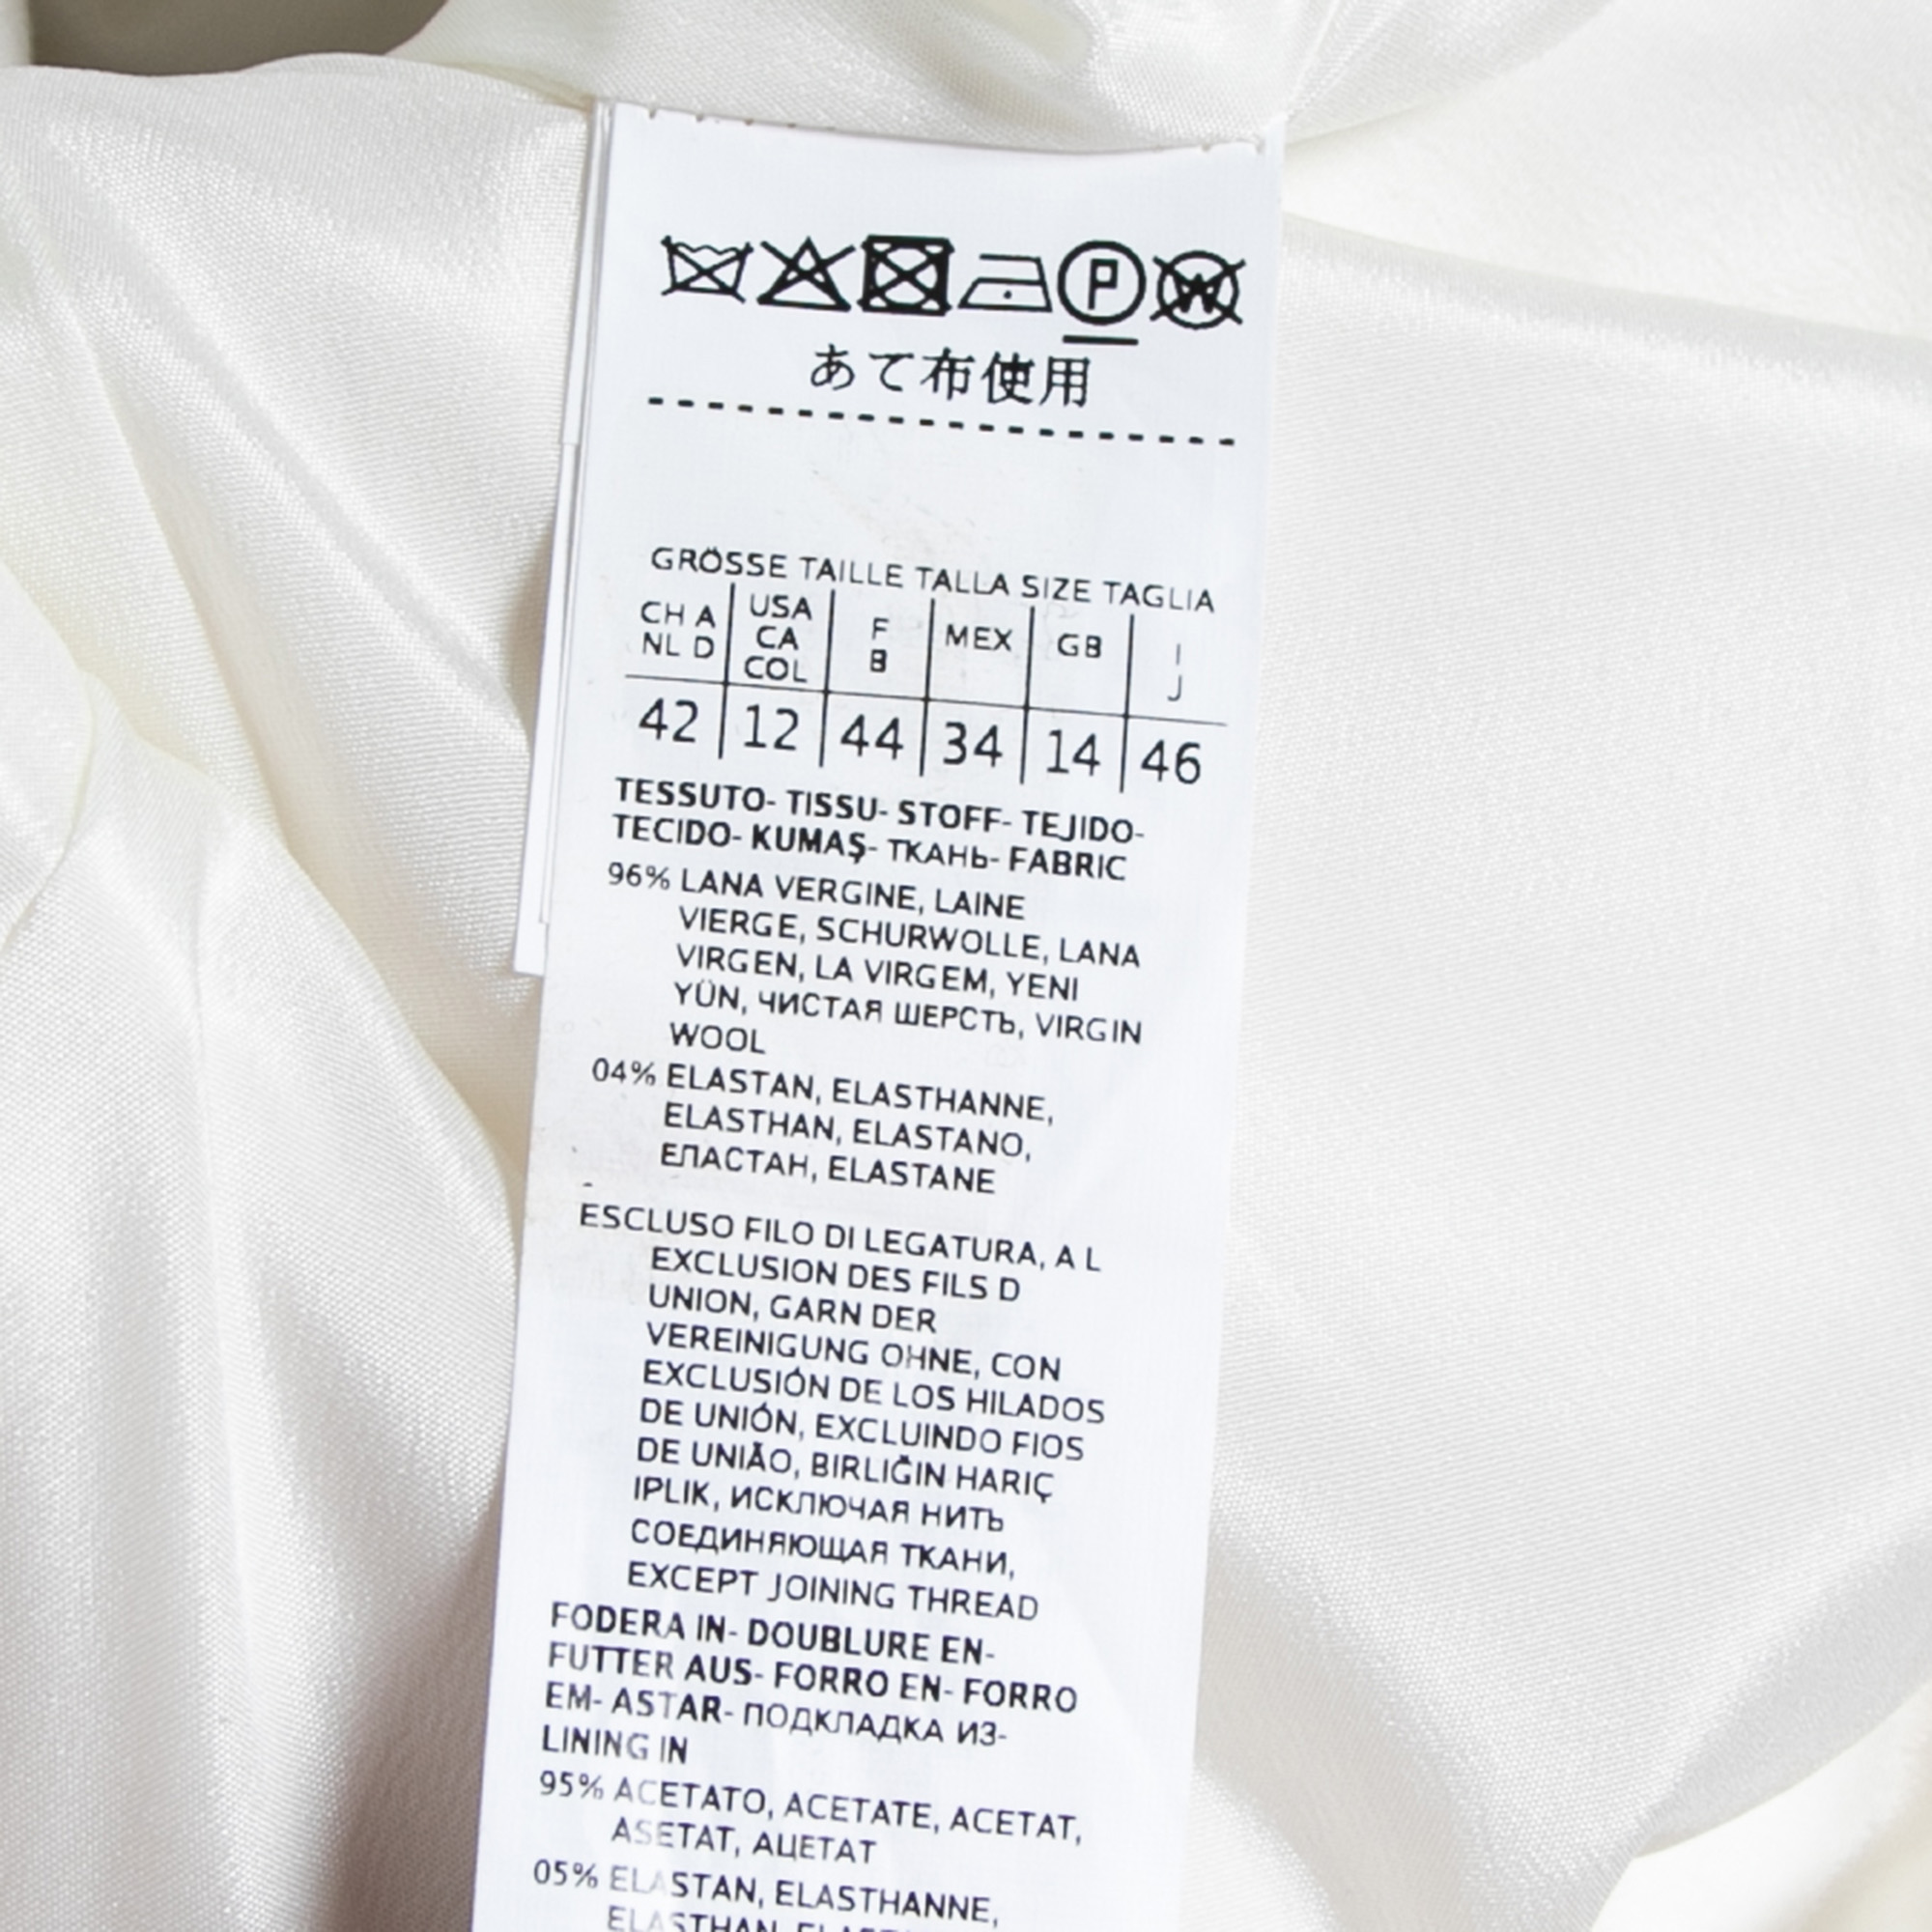 P W
あて布使用
GRÖSSE TAILLE TALLA SIZE TAGLIA
CH A NL D USA CA COL F B MEX GB I J
42 12 44 34 14 46
TESSUTO- TISSU- STOFF- TEJIDO-
TECIDO- KUMAŞ- ТКАНЬ- FABRIC
96% LANA VERGINE, LAINE
VIERGE, SCHURWOLLE, LANA
VIRGEN, LA VIRGEM, YENI
YÜN, ЧИСТАЯ ШЕРСТЬ, VIRGIN
WOOL
04% ELASTAN, ELASTHANNE,
ELASTHAN, ELASTANO,
ЕПАСТАН, ELASTANE
ESCLUSO FILO DI LEGATURA, A L
EXCLUSION DES FILS D
UNION, GARN DER
VEREINIGUNG OHNE, CON
EXCLUSIÓN DE LOS HILADOS
DE UNIÓN, EXCLUINDO FIOS
DE UNIÃO, BIRLIĞIN HARIÇ
IPLIK, ИСКЛЮЧАЯ НИТЬ
СОЕДИНЯЮЩАЯ ТКАНИ,
EXCEPT JOINING THREAD
FODERA IN- DOUBLURE EN-
FUTTER AUS- FORRO EN- FORRO
EM- ASTAR- ПОДКЛАДКА ИЗ-
LINING IN
95% ACETATO, ACETATE, ACETAT,
ASETAT, АЦЕТАТ
05% ELASTAN, ELASTHANNE,
ELASTHAN,